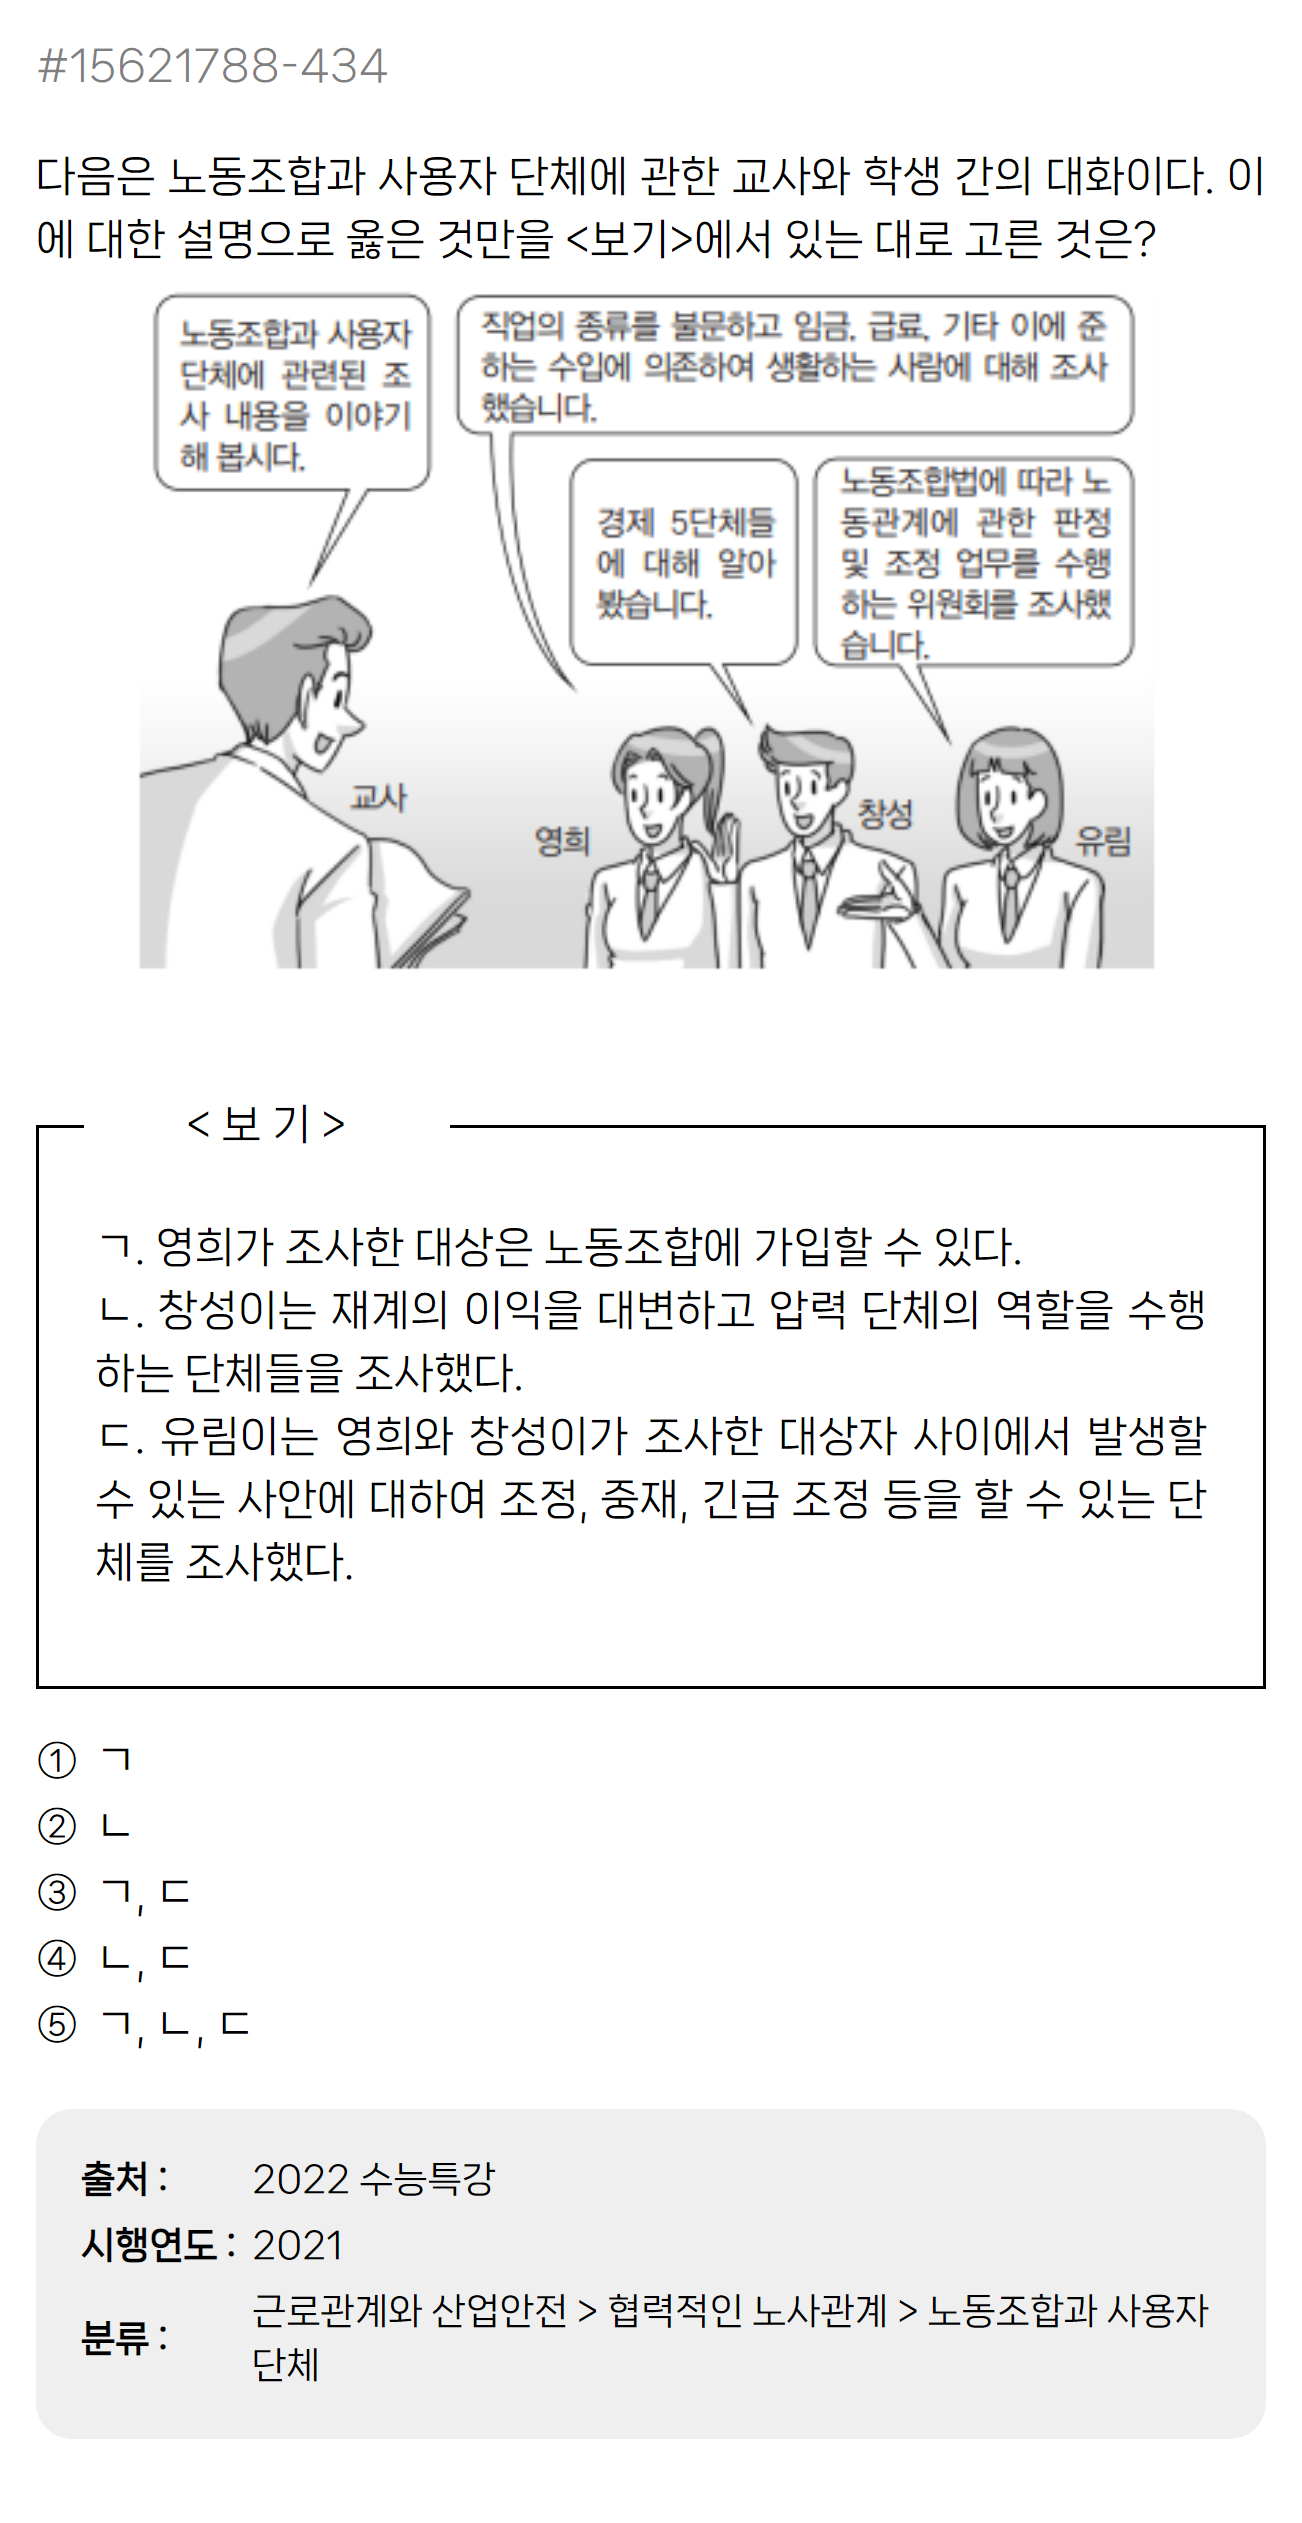 #15621788-434
다음은 노동조합과 사용자 단체에 관한 교사와 학생 간의 대화이다. 이
에 대한 설명으로 옳은 것만을 <보기>에서 있는 대로 고른 것은?
노동조합과 사용자
단체에 관련된 조
사 내용을 이야기
해 봅시다.
직업의 종류를 불문하고 임금, 급료, 기타 이에 준
하는 수입에 의존하여 생활하는 사람에 대해 조사
했습니다.
경제 5단체들
에 대해 알아
봤습니다.
노동조합법에 따라 노
동관계에 관한 판정
및 조정 업무를 수행
하는 위원회를 조사했
습니다.
교사
영희
창성
유림
< 보 기 >
ㄱ. 영희가 조사한 대상은 노동조합에 가입할 수 있다.
ㄴ. 창성이는 재계의 이익을 대변하고 압력 단체의 역할을 수행
하는 단체들을 조사했다.
ㄷ. 유림이는 영희와 창성이가 조사한 대상자 사이에서 발생할
수 있는 사안에 대하여 조정, 중재, 긴급 조정 등을 할 수 있는 단
체를 조사했다.
① ㄱ
② ㄴ
③ ㄱ, ㄷ
④ ㄴ, ㄷ
⑤ ㄱ, ㄴ, ㄷ
출처 : 2022 수능특강
시행연도 : 2021
분류 : 근로관계와 산업안전 > 협력적인 노사관계 > 노동조합과 사용자
단체